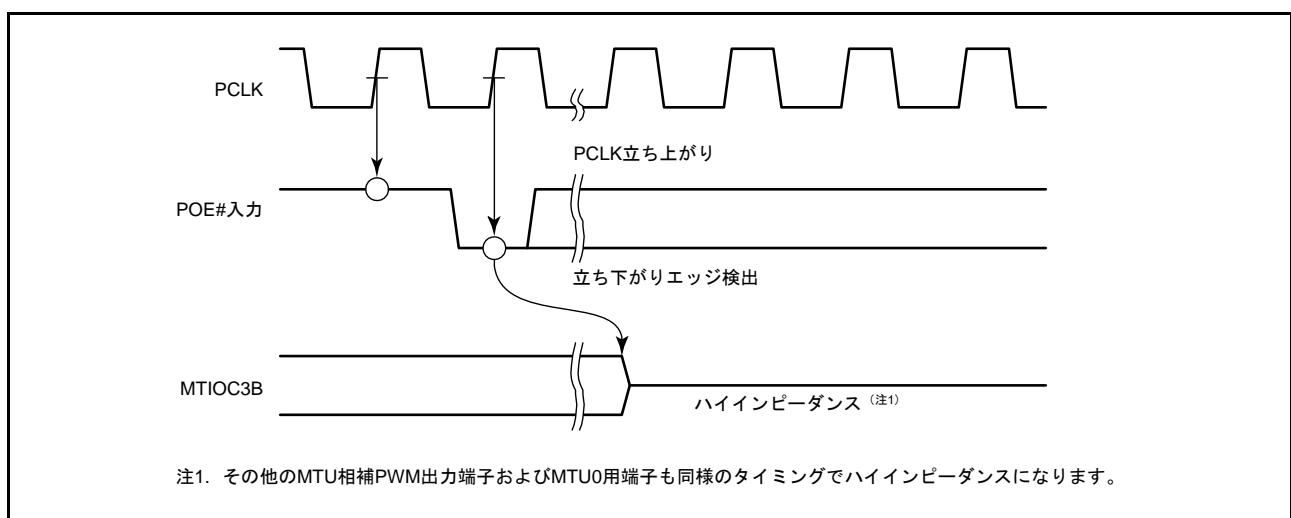 PCLK
PCLK立ち上がり
POE#入力
立ち下がりエッジ検出
MTIOC3B
ハイインピーダンス（注1）
注1. その他のMTU相補PWM出力端子およびMTU0用端子も同様のタイミングでハイインピーダンスになります。